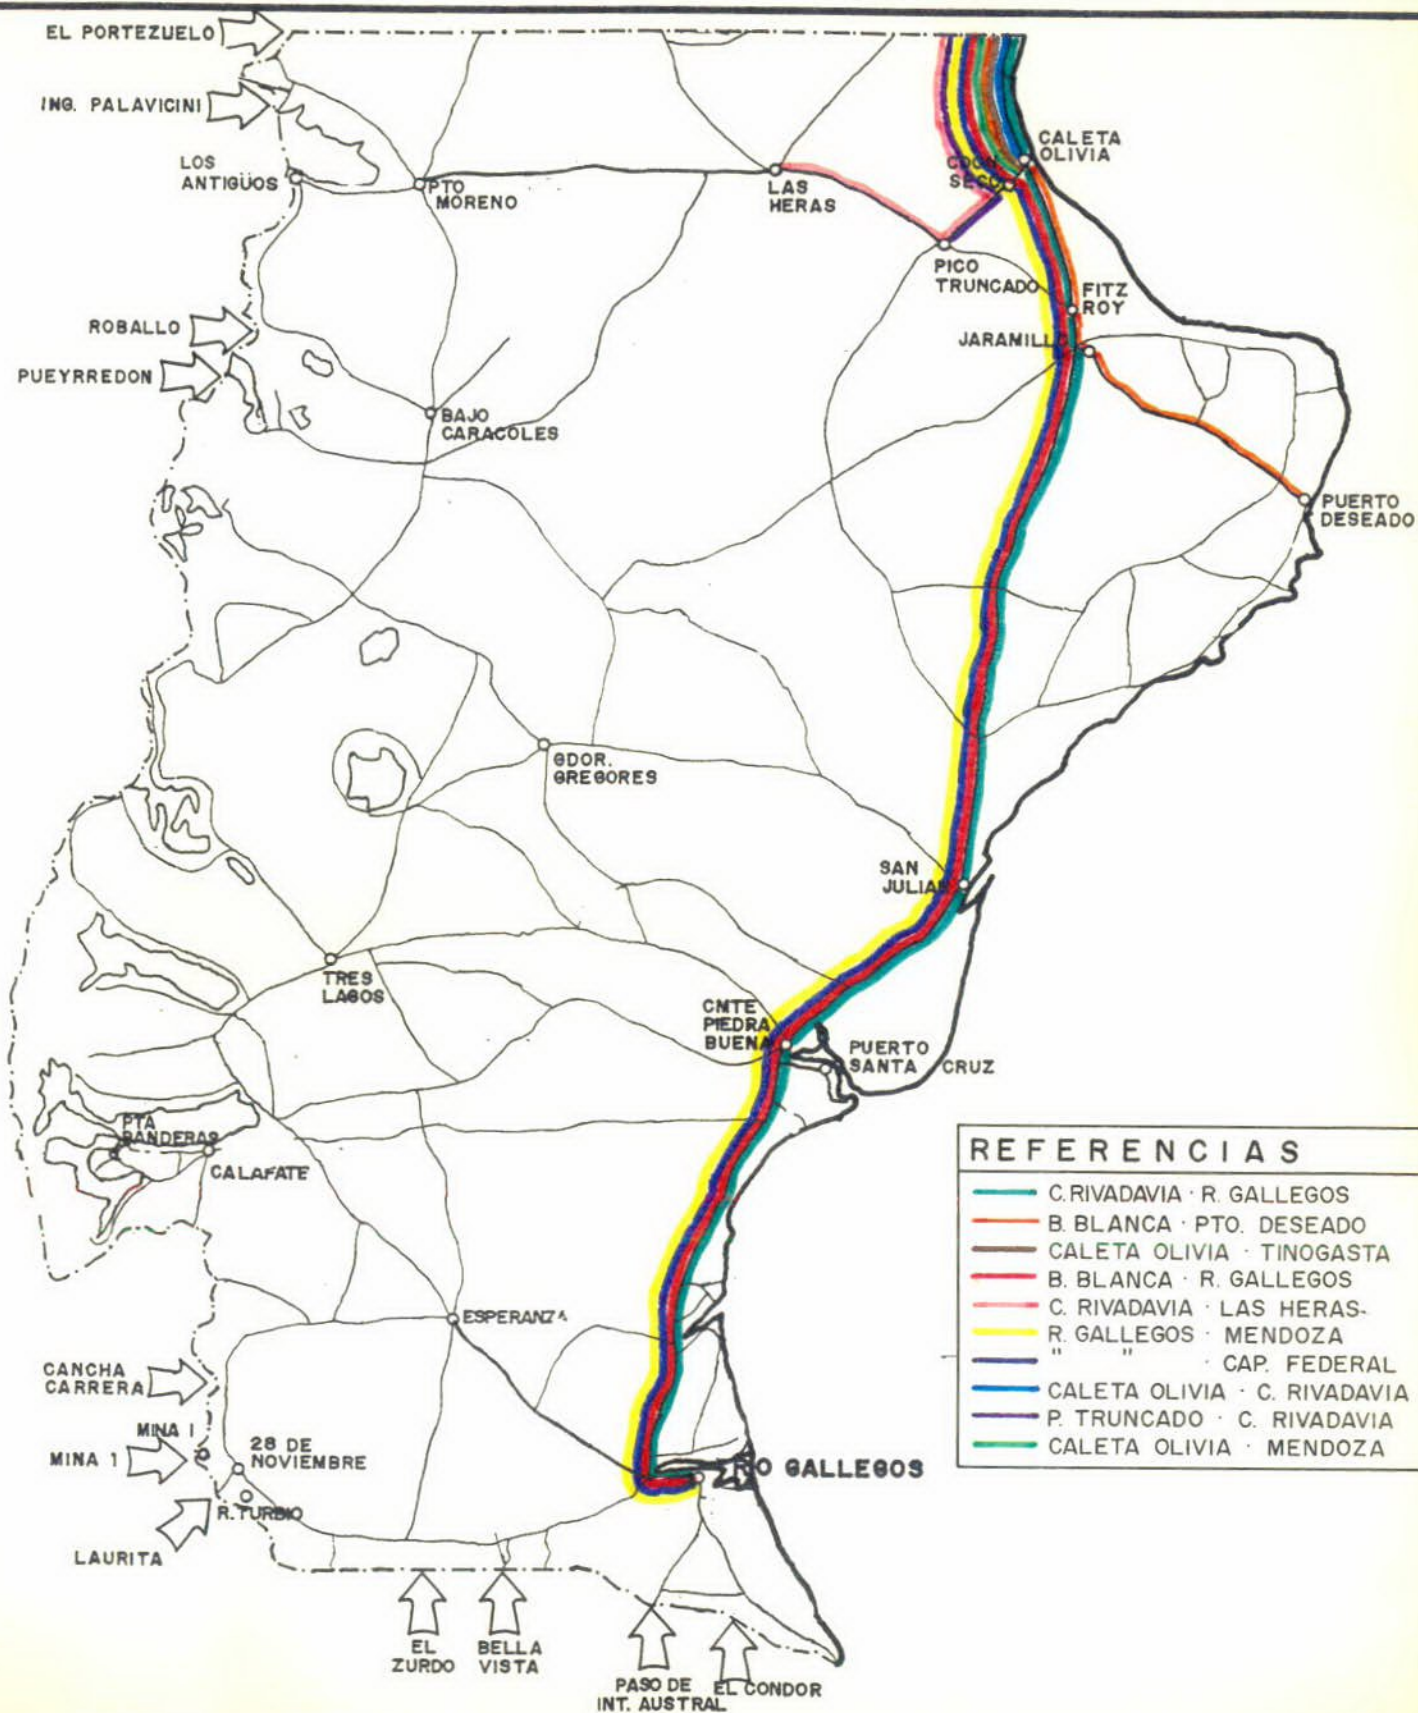 EL PORTEZUELO
ING. PALAVICINI
CALETA
OLIVIA
LOS
ANTIGÜOS
PTO
MORENO
LAS
HERAS
SECO
PICO
TRUNCADO
FITZ
ROY
ROBALLO
JARAMILLO
PUEYRREDON
BAJO
CARACOLES
PUERTO
DESEADO
GDOR.
GREGORES
SAN
JULIAN
TRES
LAGOS
CMTE
PIEDRA
BUENA
PUERTO
SANTA CRUZ
PTA
BANDERAS
CALAFATE
REFERENCIAS
C. RIVADAVIA · R. GALLEGOS
B. BLANCA · PTO. DESEADO
CALETA OLIVIA · TINOGASTA
B. BLANCA · R. GALLEGOS
C. RIVADAVIA · LAS HERAS-
R. GALLEGOS · MENDOZA
" " · CAP. FEDERAL
CALETA OLIVIA · C. RIVADAVIA
P. TRUNCADO · C. RIVADAVIA
CALETA OLIVIA · MENDOZA
ESPERANZA
CANCHA
CARRERA
MINA I
MINA 1
28 DE
NOVIEMBRE
RIO GALLEGOS
R. TURBIO
LAURITA
EL
ZURDO
BELLA
VISTA
PASO DE
INT. AUSTRAL
EL CONDOR